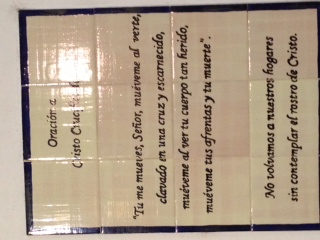 Oración a
Cristo Crucificado
"Tu me mueves, Señor, muéveme al verte,
clavado en una cruz y escarnecido,
muéveme al ver tu cuerpo tan herido,
muéveme tus afrentas y tu muerte"
No volvamos a nuestros hogares
sin contemplar el rostro de Cristo.